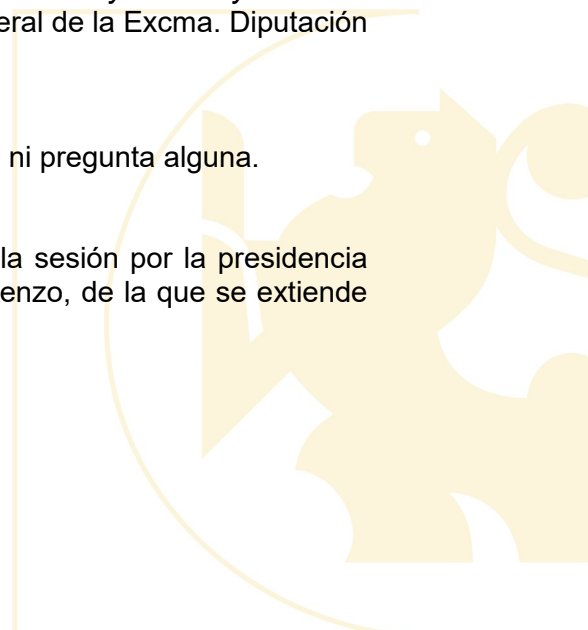 eral de la Excma. Diputación
ni pregunta alguna.
la sesión por la presidencia
enzo, de la que se extiende